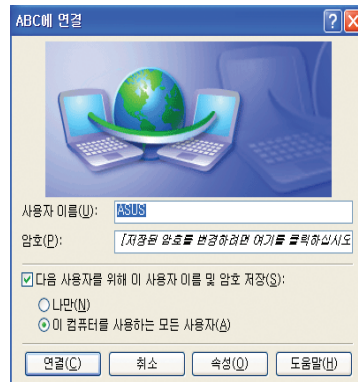 ABC에 연결
사용자 이름(U): ASUS
암호(P): [저장된 암호를 변경하려면 여기를 클릭하십시오
다음 사용자를 위해 이 사용자 이름 및 암호 저장(S):
나만(N)
이 컴퓨터를 사용하는 모든 사용자(A)
연결(C) 취소 속성(O) 도움말(H)